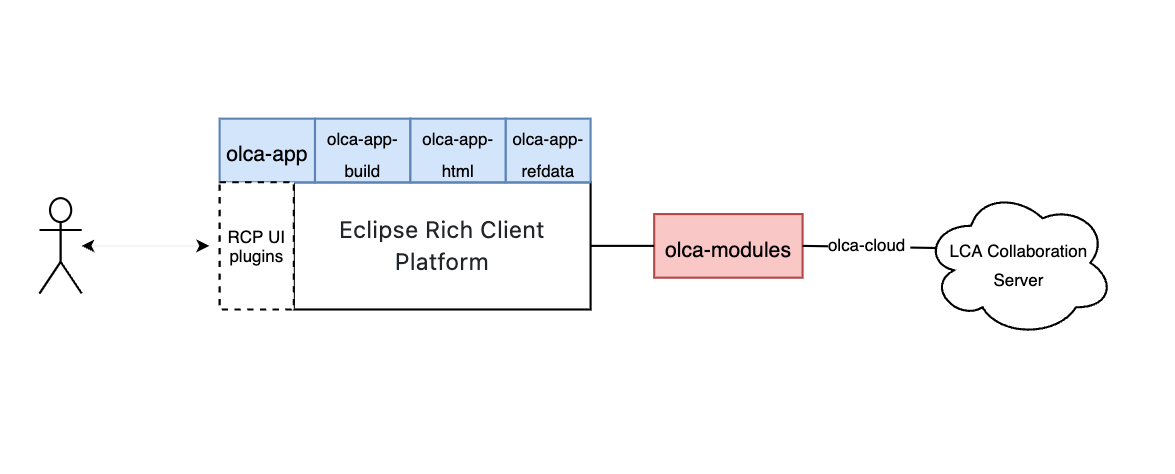 olca-app
olca-app-
build
olca-app-
html
olca-app-
refdata
RCP UI
plugins
Eclipse Rich Client
Platform
olca-modules
olca-cloud
LCA Collaboration
Server